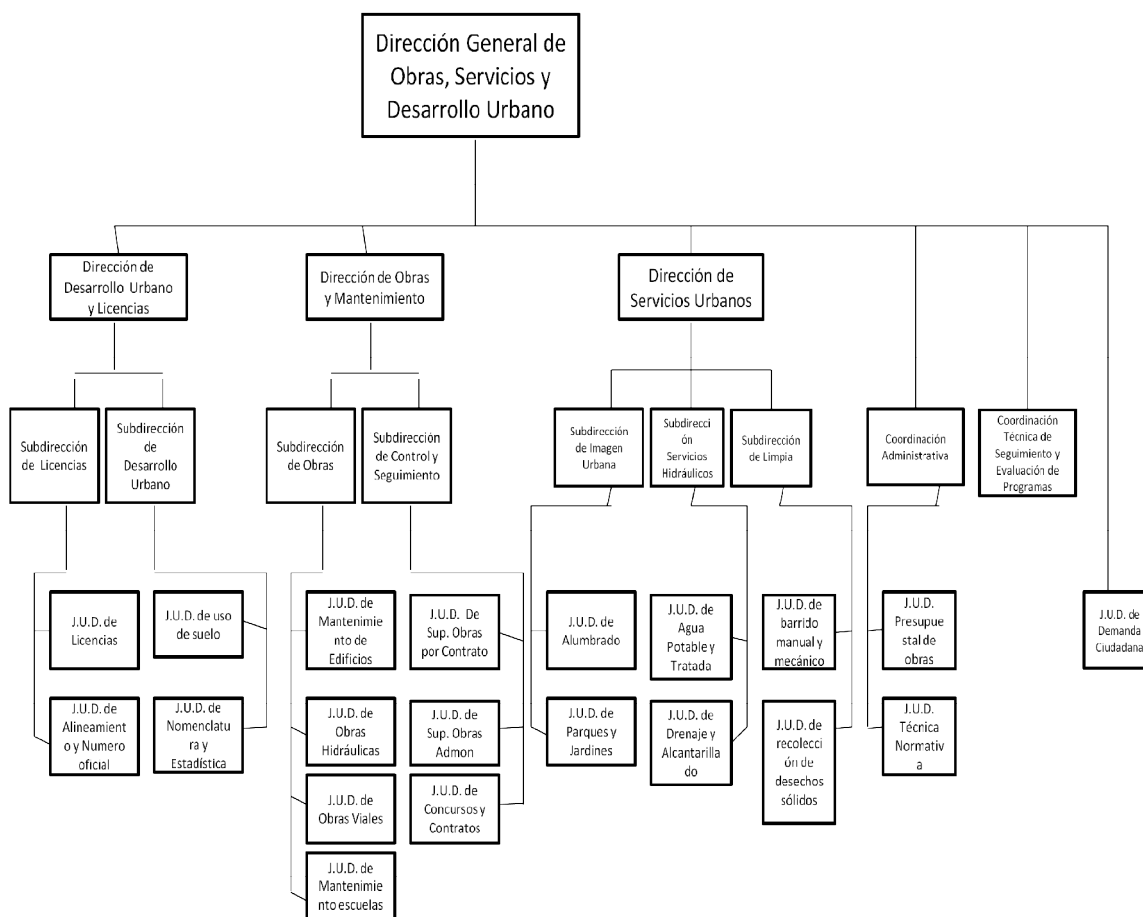 Dirección General de
Obras, Servicios y
Desarrollo Urbano
Dirección de
Desarrollo Urbano
y Licencias
Dirección de Obras
y Mantenimiento
Dirección de
Servicios Urbanos
Subdirección
de Licencias
Subdirección
de
Desarrollo
Urbano
Subdirección
de Obras
Subdirección
de Control y
Seguimiento
Subdirección
de Imagen
Urbana
Subdirecci
ón
Servicios
Hidráulicos
Subdirección
de Limpia
Coordinación
Administrativa
Coordinación
Técnica de
Seguimiento y
Evaluación de
Programas
J.U.D. de
Licencias
J.U.D. de uso
de suelo
J.U.D. de
Mantenimie
nto de
Edificios
J.U.D. De
Sup. Obras
por Contrato
J.U.D. de
Alumbrado
J.U.D. de
Agua
Potable y
Tratada
J.U.D. de
barrido
manual y
mecánico
J.U.D.
Presupue
stal de
obras
J.U.D. de
Demanda
Ciudadana
J.U.D. de
Alineamient
o y Numero
oficial
J.U.D. de
Nomenclatu
ra y
Estadística
J.U.D. de
Obras
Hidráulicas
J.U.D. de
Sup. Obras
Admon
J.U.D. de
Parques y
Jardines
J.U.D. de
Drenaje y
Alcantarilla
do
J.U.D. de
recolecci
ón de
desechos
sólidos
J.U.D.
Técnica
Normativ
a
J.U.D. de
Obras Viales
J.U.D. de
Concursos y
Contratos
J.U.D. de
Mantenimie
nto escuelas